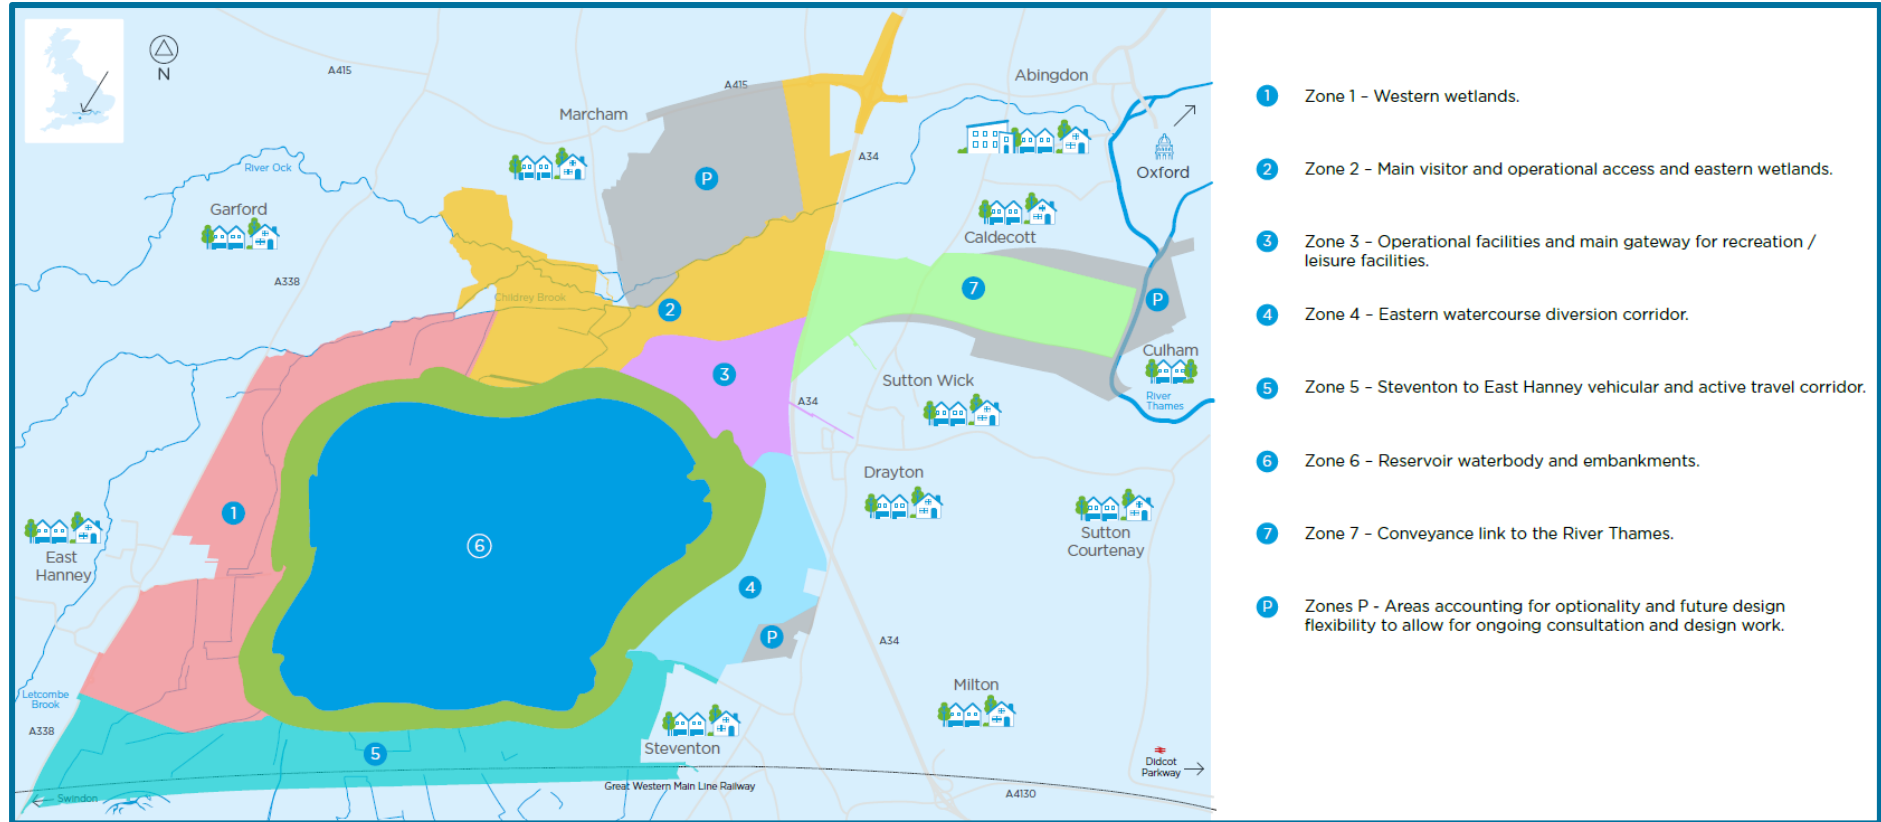 N
A415
A415
Abingdon
Marcham
A34
River Ock
P
Oxford
Garford
Caldecott
A338
Childrey Brook
7
P
2
Culham
3
Sutton Wick
River
Thames
A34
Drayton
1
East
Hanney
6
Sutton
Courtenay
4
P
A34
Milton
Letcombe
Brook
A338
5
Steventon
Didcot
Parkway
Great Western Main Line Railway
Swindon
A4130
1 Zone 1 – Western wetlands.
2 Zone 2 – Main visitor and operational access and eastern wetlands.
3 Zone 3 – Operational facilities and main gateway for recreation /
leisure facilities.
4 Zone 4 – Eastern watercourse diversion corridor.
5 Zone 5 – Steventon to East Hanney vehicular and active travel corridor.
6 Zone 6 – Reservoir waterbody and embankments.
7 Zone 7 – Conveyance link to the River Thames.
P Zones P - Areas accounting for optionality and future design
flexibility to allow for ongoing consultation and design work.